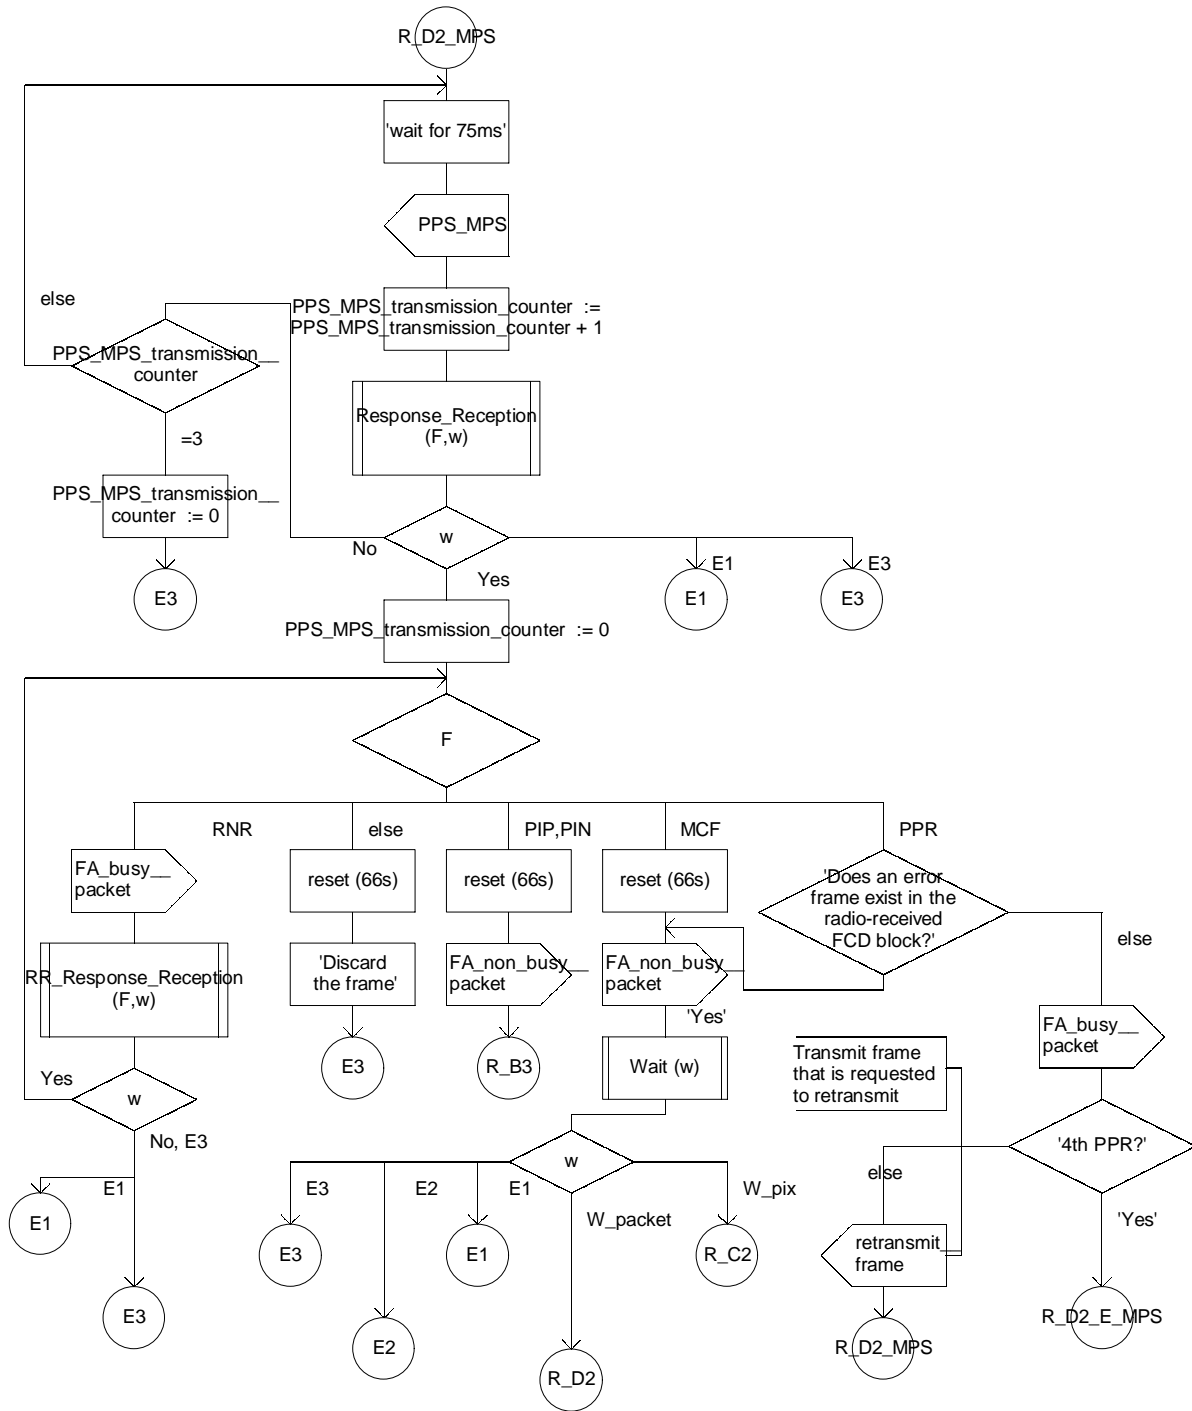 R_D2_MPS
'wait for 75ms'
PPS_MPS
else
PPS_MPS_transmission_counter :=
PPS_MPS_transmission_counter + 1
PPS_MPS_transmission__
counter
Response_Reception
(F,w)
=3
PPS_MPS_transmission__
counter := 0
w
No
Yes
E1
E3
E3
E1
E3
PPS_MPS_transmission_counter := 0
F
RNR
else
PIP,PIN
MCF
PPR
FA_busy__
packet
reset (66s)
reset (66s)
reset (66s)
'Does an error
frame exist in the
radio-received
FCD block?'
else
RR_Response_Reception
(F,w)
'Discard
the frame'
FA_non_busy__
packet
FA_non_busy__
packet
'Yes'
FA_busy__
packet
E3
R_B3
Wait (w)
Transmit frame
that is requested
to retransmit
Yes
w
No, E3
'4th PPR?'
w
else
E1
E3
E2
E1
W_pix
W_packet
'Yes'
E1
E3
E1
R_C2
retransmit
frame
E3
E2
R_D2
R_D2_MPS
R_D2_E_MPS